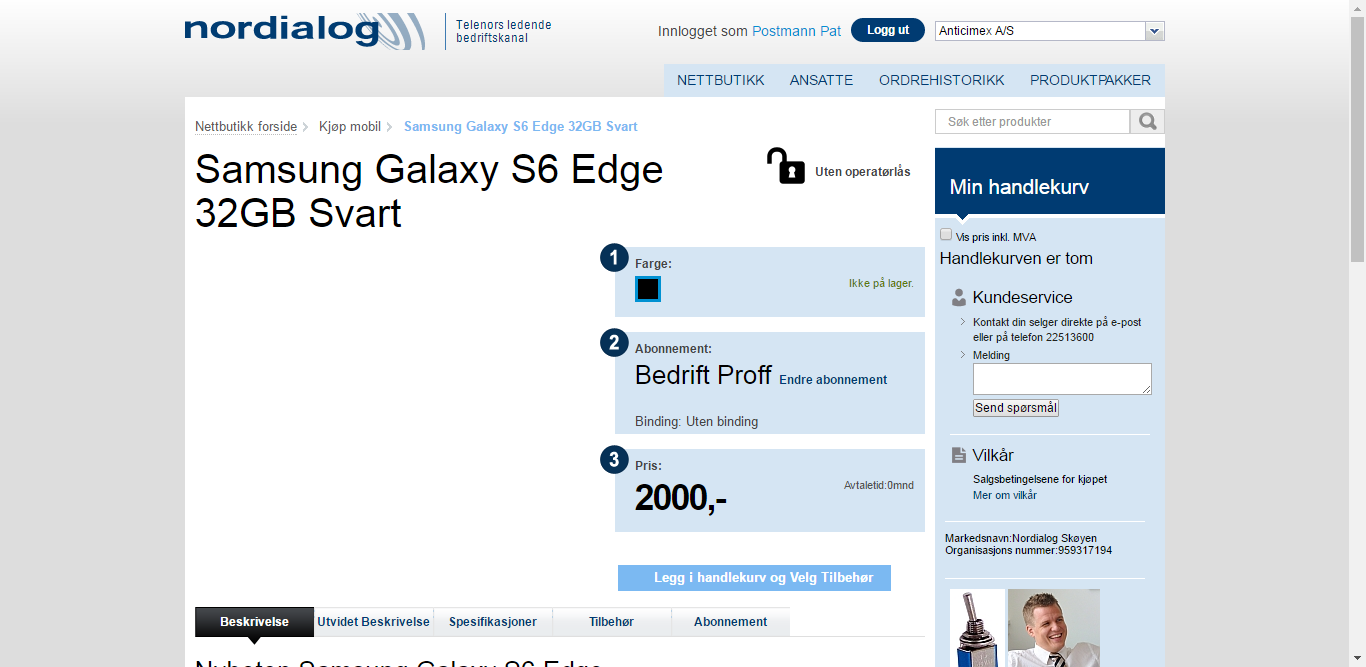 nordialog
Telenors ledende
bedriftskanal
Innlogget som Postmann Pat
Logg ut
Anticimex A/S
NETTBUTIKK ANSATTE ORDREHISTORIKK PRODUKTPAKKER
Nettbutikk forside > Kjøp mobil > Samsung Galaxy S6 Edge 32GB Svart
Søk etter produkter
Samsung Galaxy S6 Edge
32GB Svart
Uten operatørlås
1
Farge:
Ikke på lager.
2
Abonnement:
Bedrift Proff Endre abonnement
Binding: Uten binding
3
Pris:
2000,-
Avtaletid:0mnd
Legg i handlekurv og Velg Tilbehør
Beskrivelse Utvidet Beskrivelse Spesifikasjoner Tilbehør Abonnement
Nyheten Samsung Galaxy S6 Edge
Min handlekurv
Vis pris inkl. MVA
Handlekurven er tom
Kundeservice
Kontakt din selger direkte på e-post
eller på telefon 22513600
Melding
Send spørsmål
Vilkår
Salgsbetingelsene for kjøpet
Mer om vilkår
Markedsnavn:Nordialog Skøyen
Organisasjons nummer:959317194